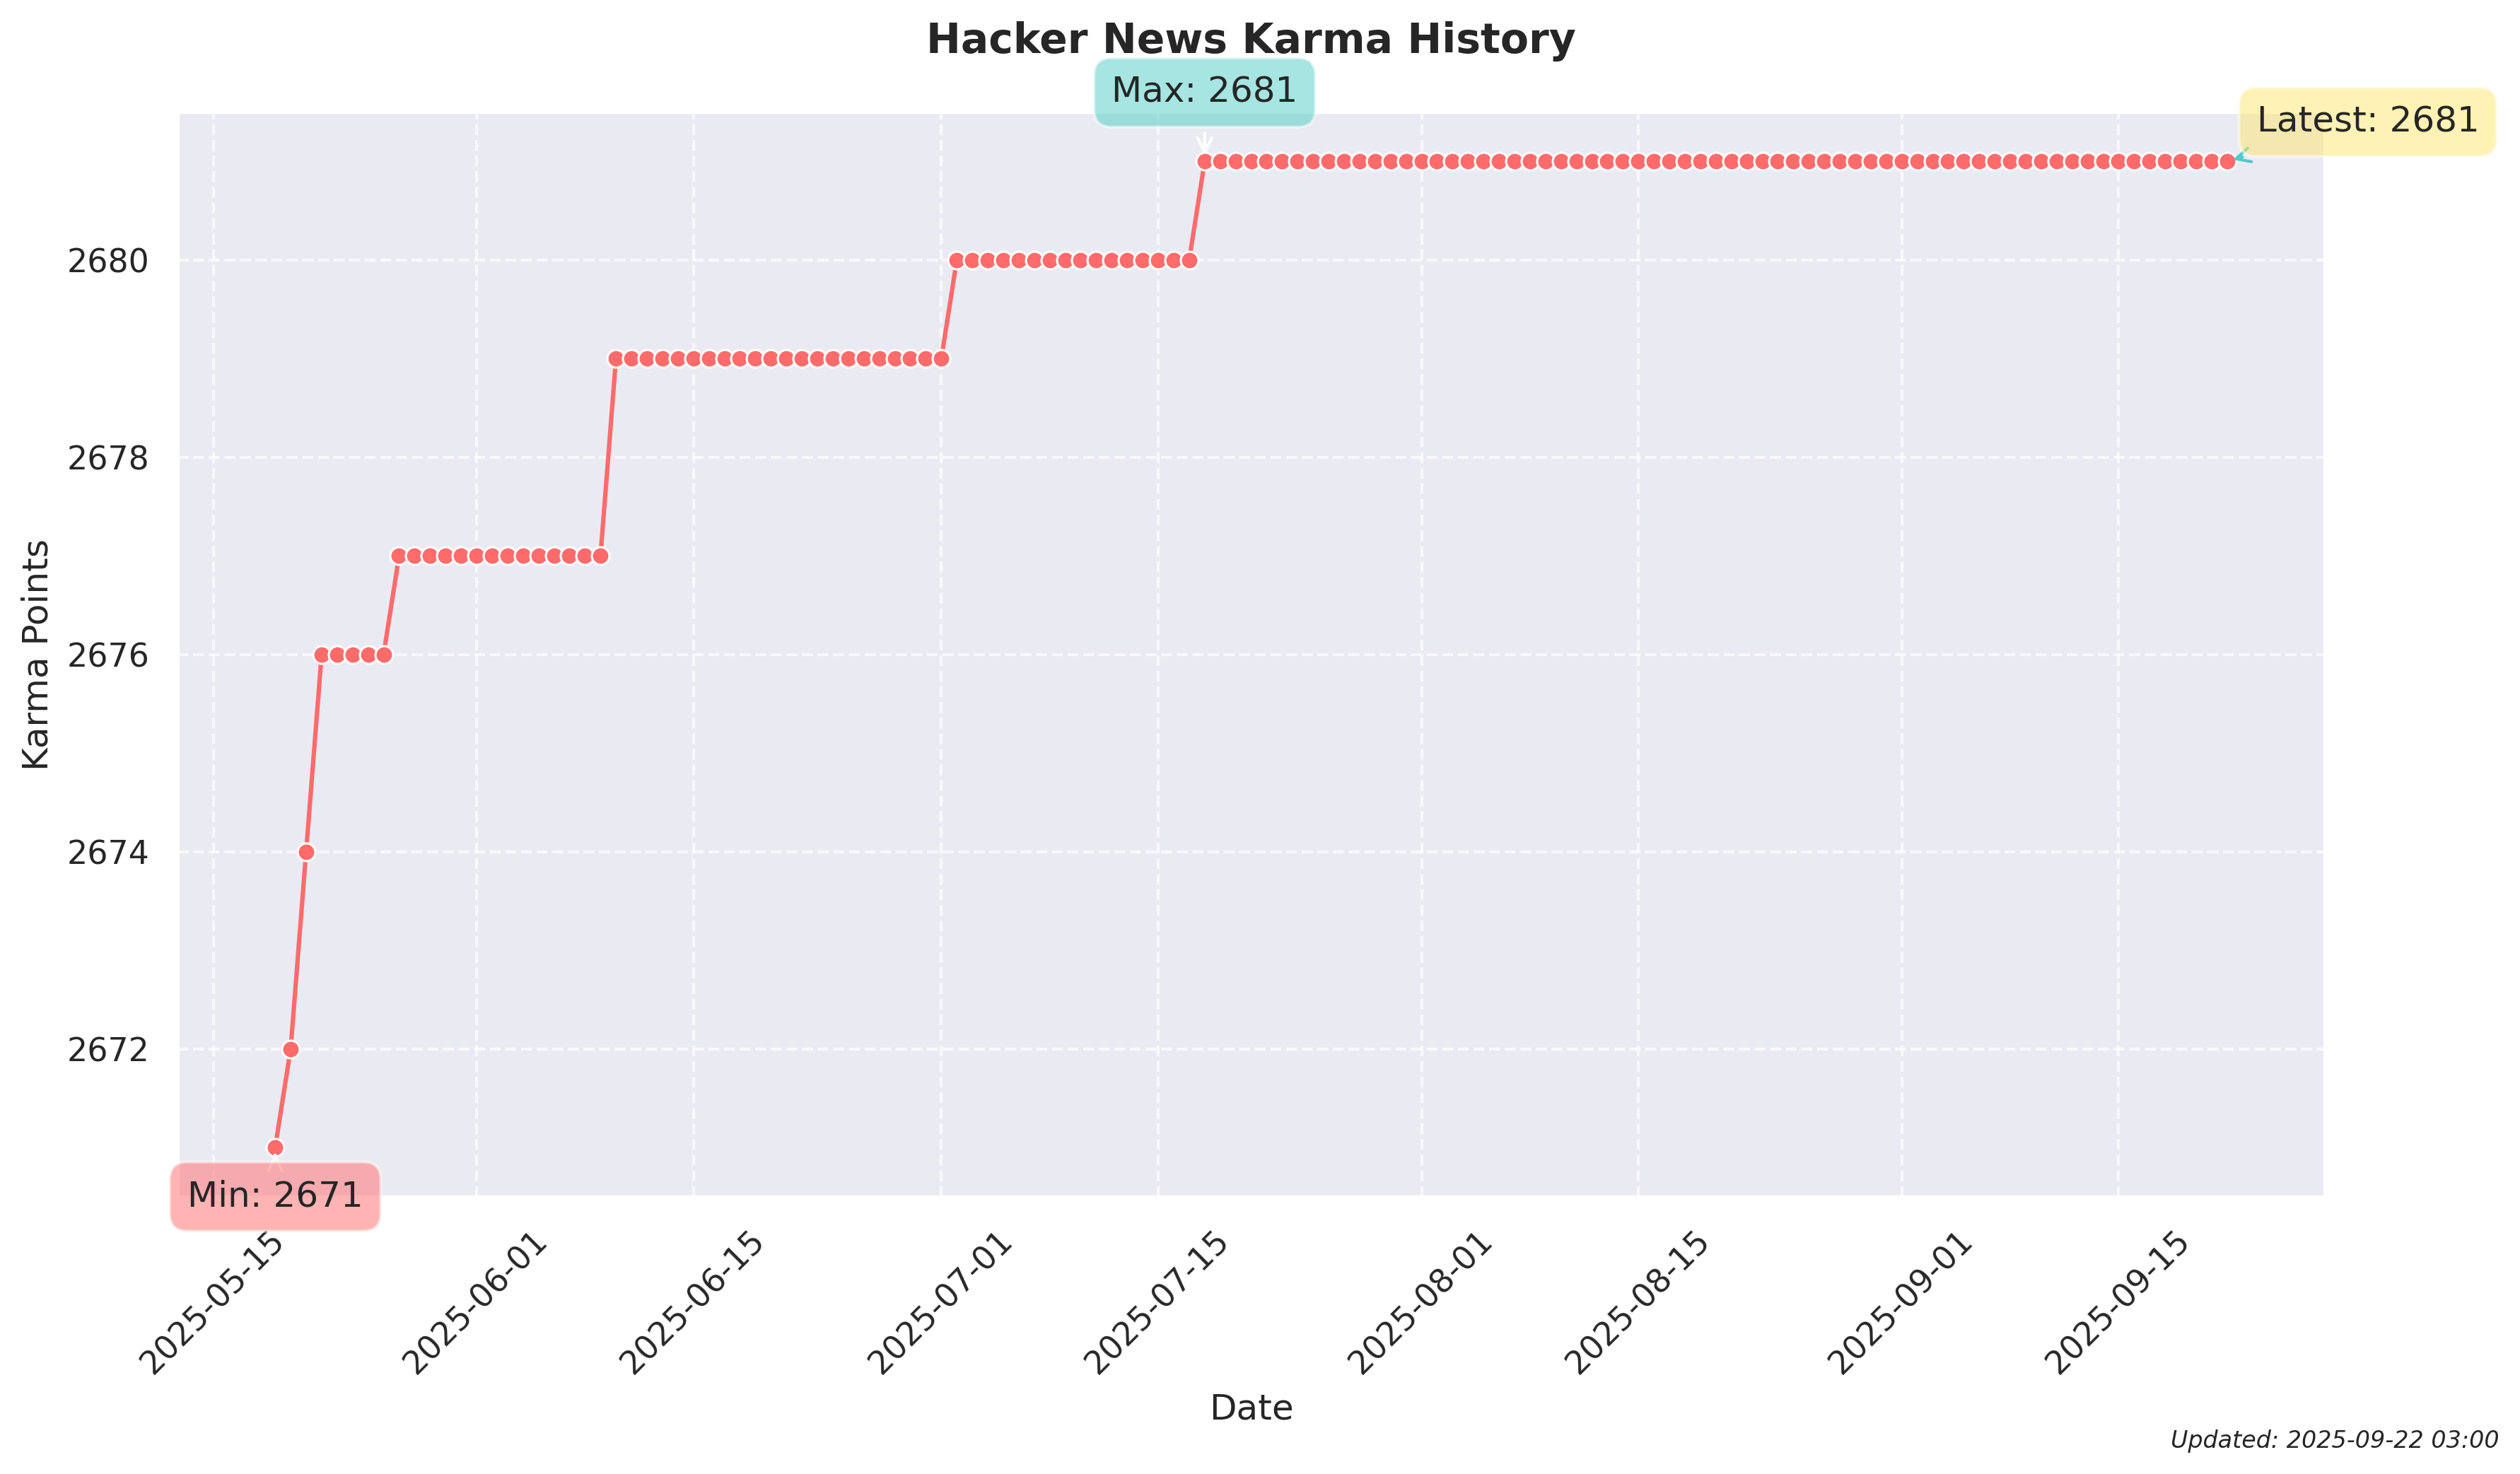 Hacker News Karma History
Max: 2681
Latest: 2681
2680
2678
2676
2674
2672
Karma Points
Min: 2671
2025-05-15
2025-06-01
2025-06-15
2025-07-01
2025-07-15
2025-08-01
2025-08-15
2025-09-01
2025-09-15
Date
Updated: 2025-09-22 03:00